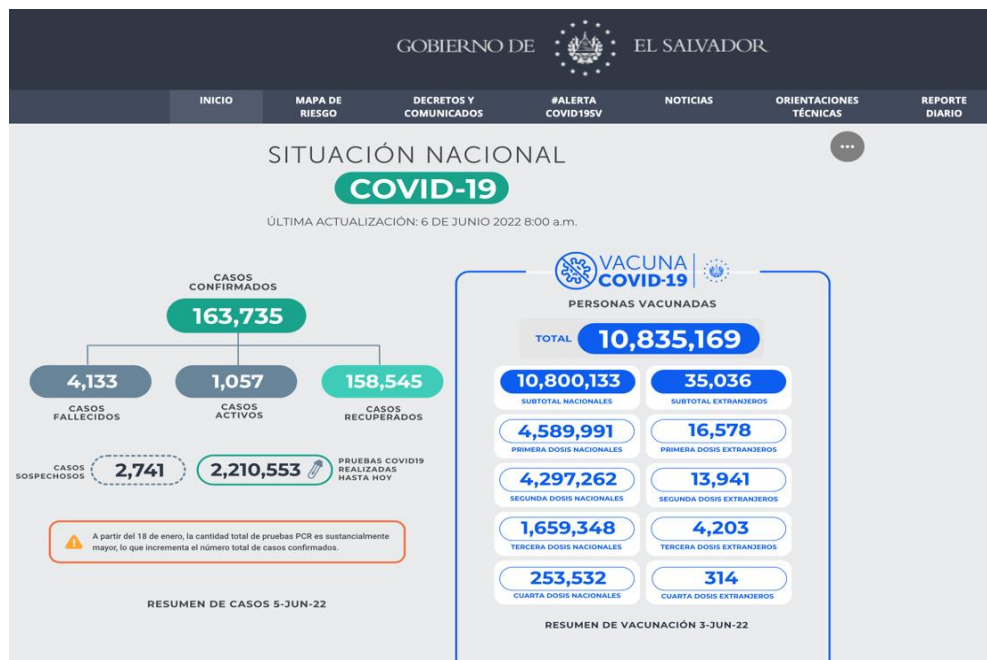 GOBIERNO DE EL SALVADOR
INICIO
MAPA DE
RIESGO
DECRETOS Y
COMUNICADOS
#ALERTA
COVID19SV
NOTICIAS
ORIENTACIONES
TÉCNICAS
REPORTE
DIARIO
SITUACIÓN NACIONAL
COVID-19
ÚLTIMA ACTUALIZACIÓN: 6 DE JUNIO 2022 8:00 a.m.
CASOS
CONFIRMADOS
163,735
4,133
CASOS
FALLECIDOS
1,057
CASOS
ACTIVOS
158,545
CASOS
RECUPERADOS
CASOS
SOSPECHOSOS
2,741
2,210,553
PRUEBAS COVID19
REALIZADAS
HASTA HOY
A partir del 18 de enero, la cantidad total de pruebas PCR es sustancialmente
mayor, lo que incrementa el número total de casos confirmados.
RESUMEN DE CASOS 5-JUN-22
VACUNA
COVID-19
PERSONAS VACUNADAS
TOTAL 10,835,169
10,800,133
SUBTOTAL NACIONALES
35,036
SUBTOTAL EXTRANJEROS
4,589,991
PRIMERA DOSIS NACIONALES
16,578
PRIMERA DOSIS EXTRANJEROS
4,297,262
SEGUNDA DOSIS NACIONALES
13,941
SEGUNDA DOSIS EXTRANJEROS
1,659,348
TERCERA DOSIS NACIONALES
4,203
TERCERA DOSIS EXTRANJEROS
253,532
CUARTA DOSIS NACIONALES
314
CUARTA DOSIS EXTRANJEROS
RESUMEN DE VACUNACIÓN 3-JUN-22